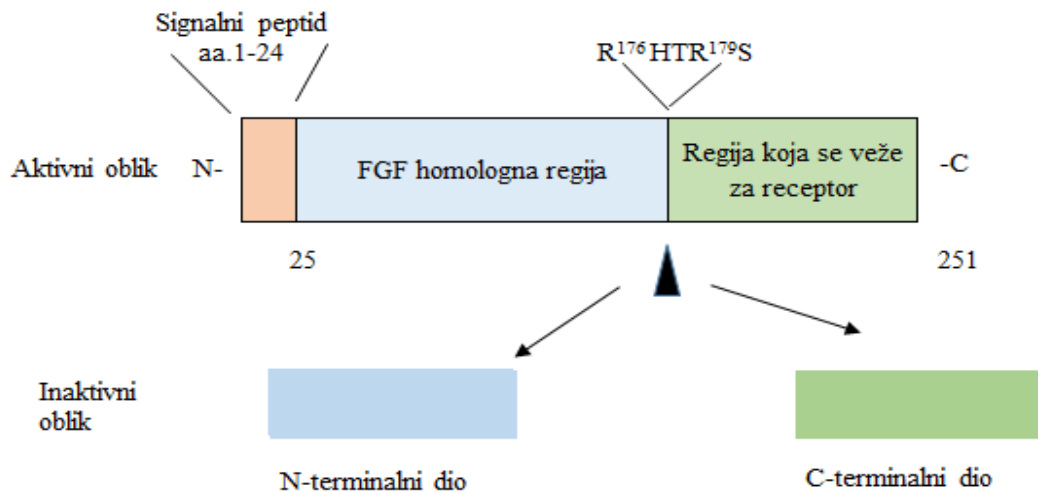 Signalni peptid
aa.1-24
R¹⁷⁶HTR¹⁷⁹S
Aktivni oblik
N-
FGF homologna regija
Regija koja se veže
za receptor
-C
25
251
Inaktivni
oblik
N-terminalni dio
C-terminalni dio